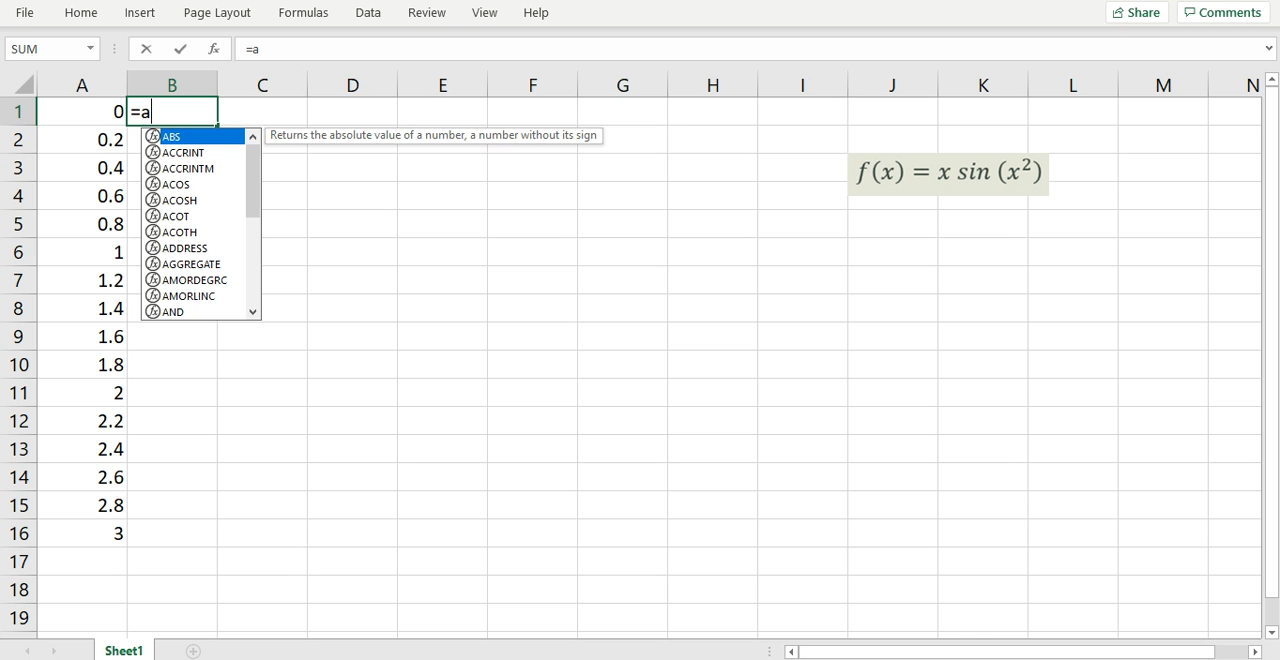 File Home Insert Page Layout Formulas Data Review View Help Share Comments
SUM fx =a
A B C D E F G H I J K L M N
1 0 =a
ABS Returns the absolute value of a number, a number without its sign
2 0.2
ACCRINT
3 0.4
ACCRINTM
f(x) = x sin (x²)
ACOS
4 0.6
ACOSH
ACOT
5 0.8
ACOTH
6 1
ADDRESS
AGGREGATE
7 1.2
AMORDEGRC
AMORLINC
8 1.4
AND
9 1.6
10 1.8
11 2
12 2.2
13 2.4
14 2.6
15 2.8
16 3
17
18
19
Sheet1